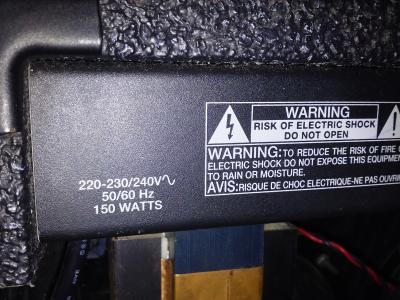 220-230/240V∿
50/60 Hz
150 WATTS
WARNING
RISK OF ELECTRIC SHOCK
DO NOT OPEN
WARNING: TO REDUCE THE RISK OF FIRE O
ELECTRIC SHOCK DO NOT EXPOSE THIS EQUIPMEN
TO RAIN OR MOISTURE.
AVIS: RISQUE DE CHOC ELECTRIQUE-NE PAS OUVRI